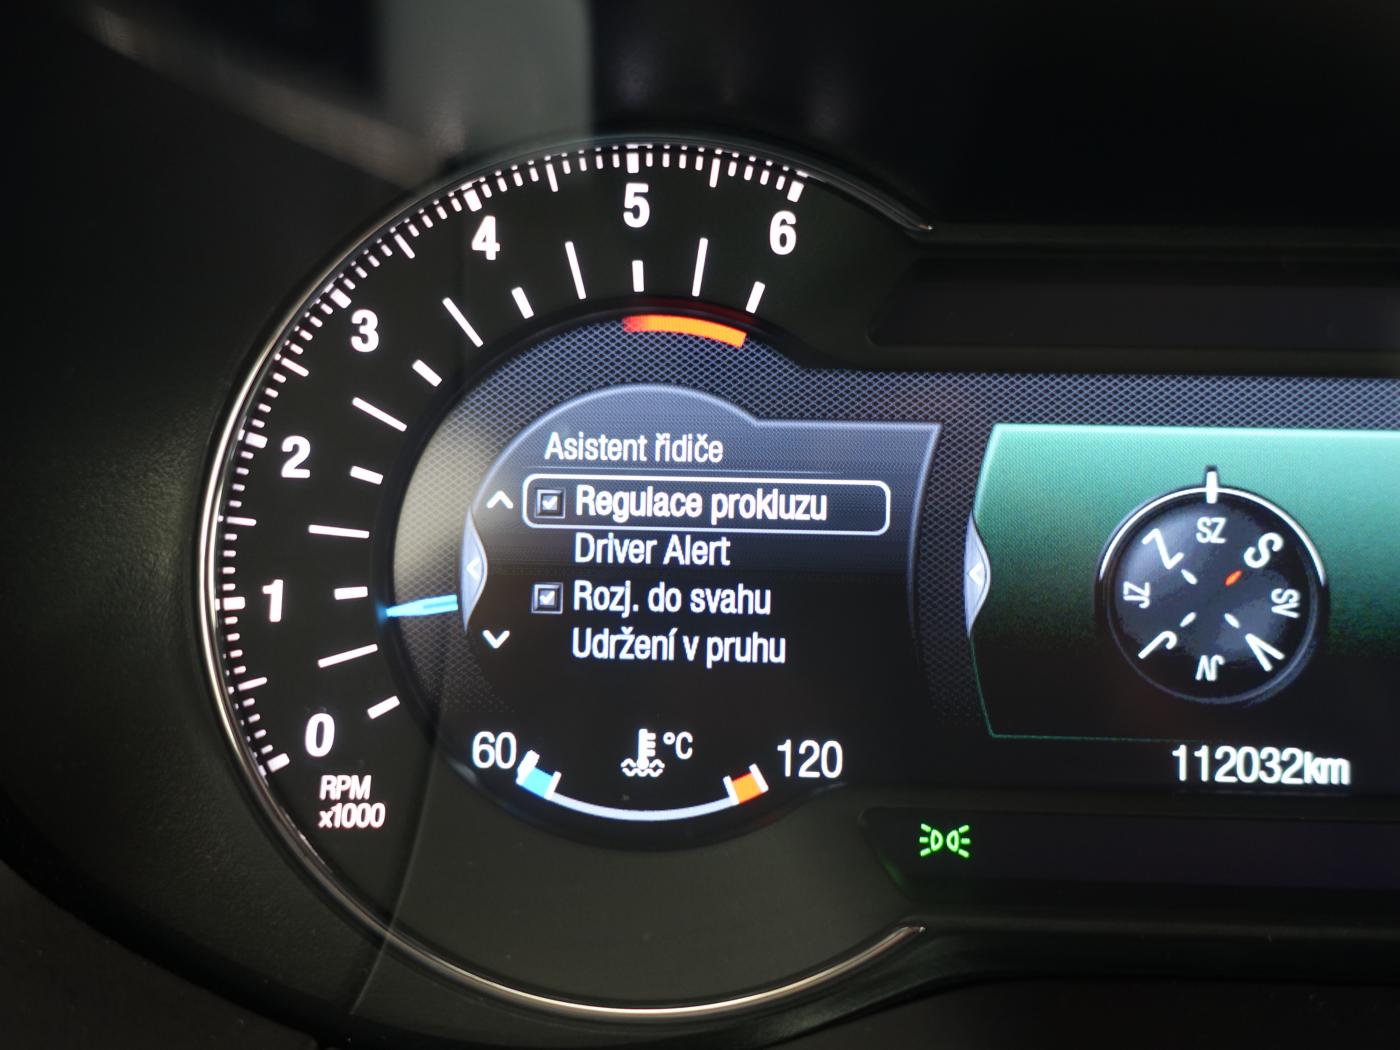 6
5
4
3
2
1
0
RPM
x1000
Asistent řidiče
Regulace prokluzu
Driver Alert
Rozj. do svahu
Udržení v pruhu
60
°C
120
SZ
S
SV
V
JV
J
JZ
Z
112032km